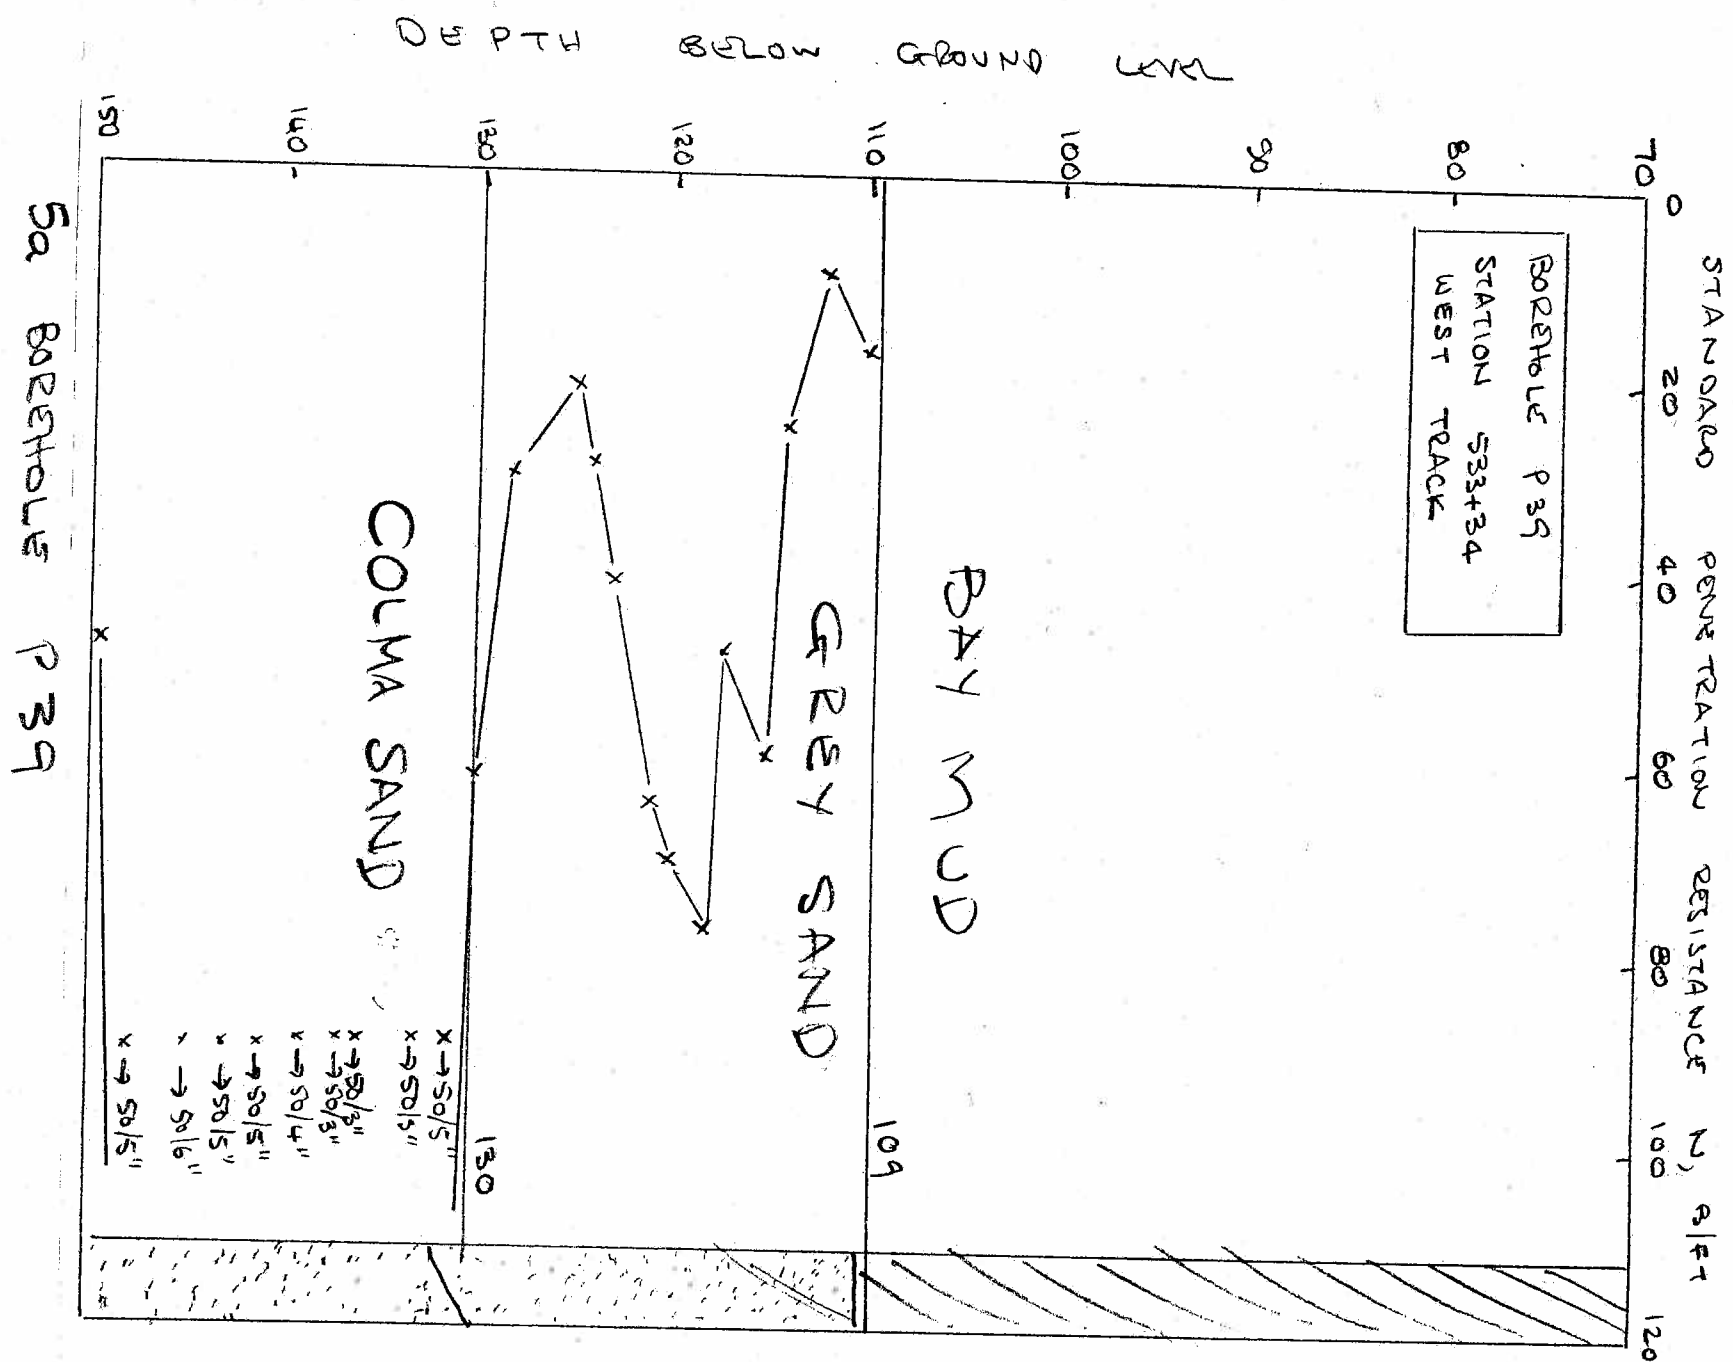 STANDARD PENETRATION RESISTANCE N, B/FT
0 20 40 60 80 100 120
DEPTH BELOW GROUND LEVEL
70
80
90
100
110
120
130
140
150
BOREHOLE P39
STATION 533+34
WEST TRACK
BAY MUD
109
GREY SAND
130
COLMA SAND
x→50/5"
x→50/5"
x→50/3"
x→50/3"
x→50/4"
x→50/5"
x→50/5"
x→50/6"
x→50/5"
5a BOREHOLE P39